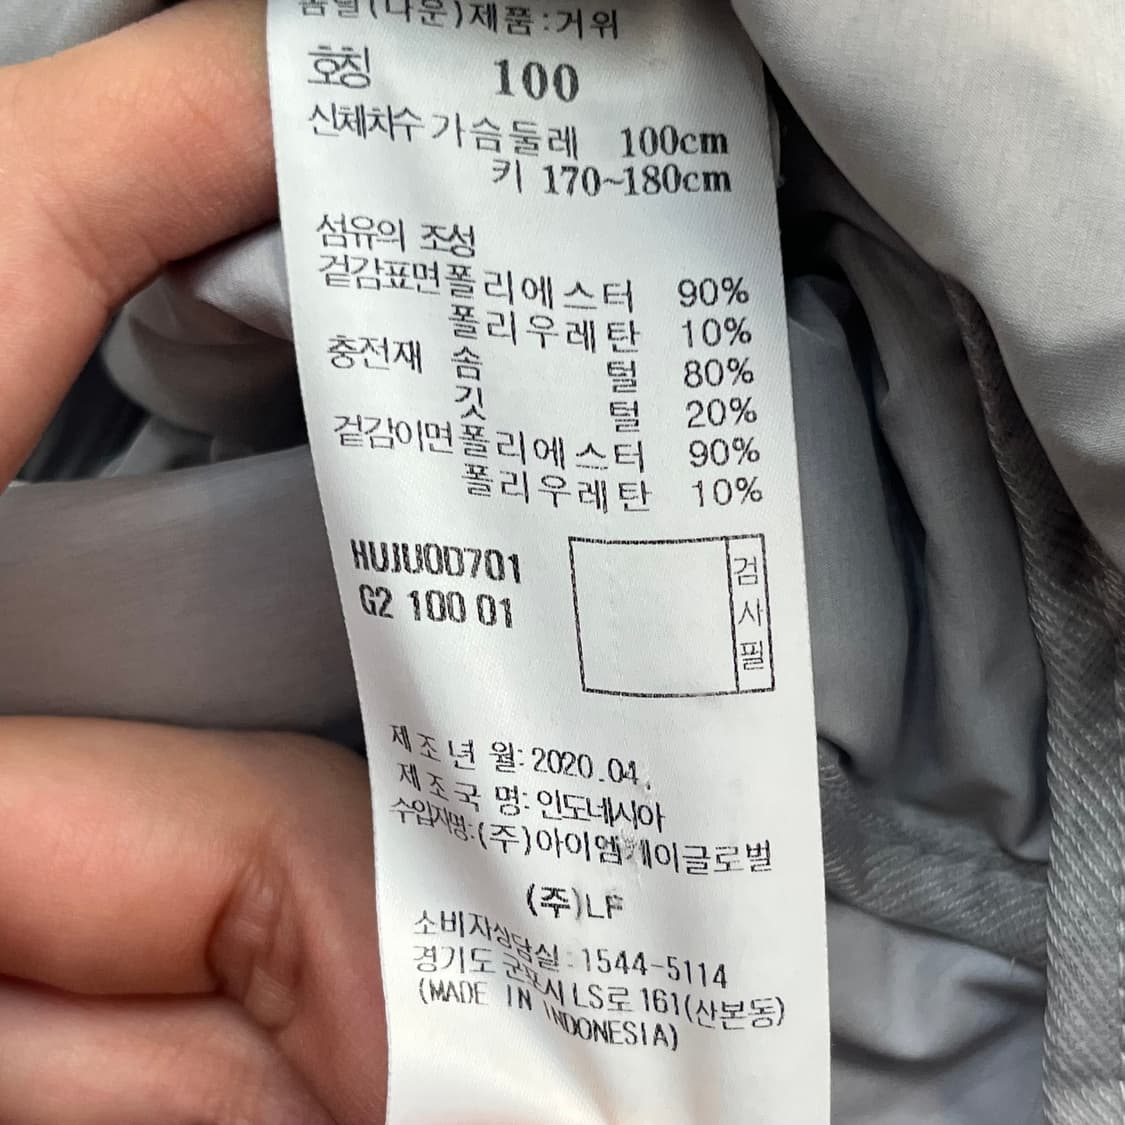 솜털(다운)제품:거위
호칭 100
신체치수 가슴둘레 100cm
키 170~180cm
섬유의 조성
겉감표면 폴리에스터 90%
폴리우레탄 10%
충전재 솜 털 80%
깃 털 20%
겉감이면 폴리에스터 90%
폴리우레탄 10%
HUJU0D701
G2 100 01
검사필
제조년월: 2020.04.
제조국명: 인도네시아
수입자명: (주)아이엠케이글로벌
(주)LF
소비자상담실: 1544-5114
경기도 군포시 LS로 161(산본동)
(MADE IN INDONESIA)